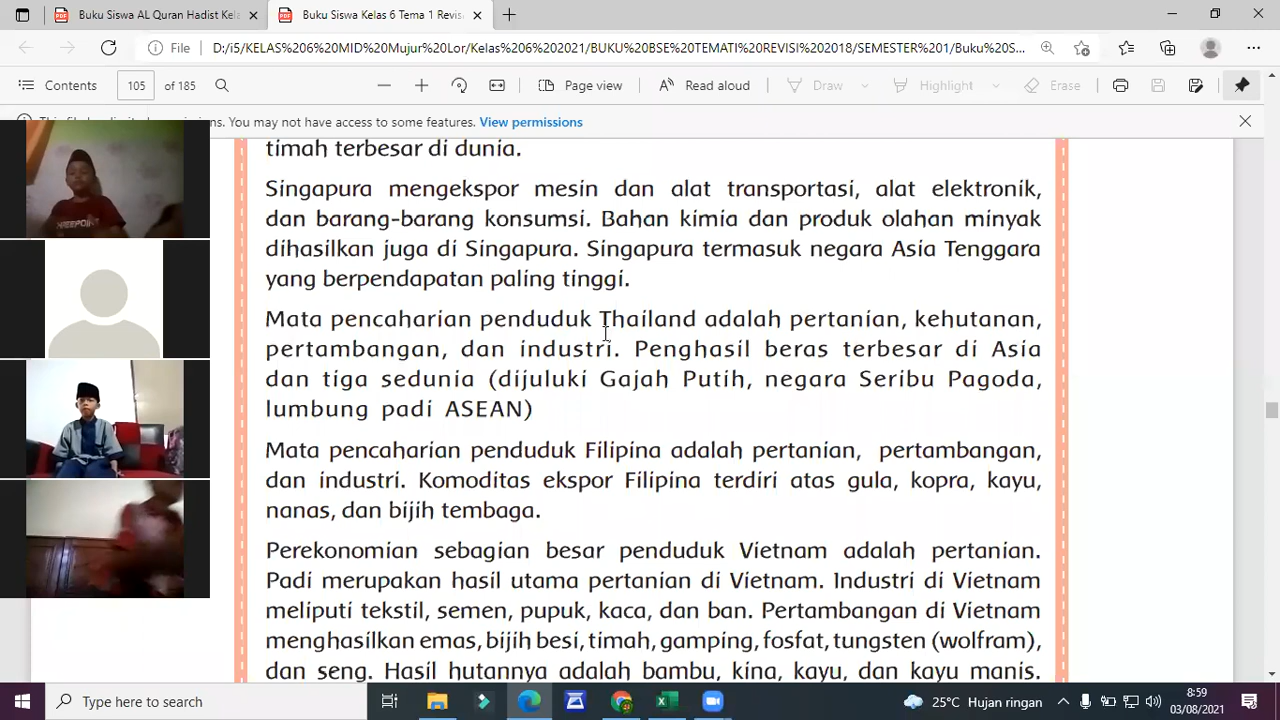 Buku Siswa AL Quran Hadist Kela
Buku Siswa Kelas 6 Tema 1 Revis
File
D:/i5/KELAS%206%20MID%20Mujur%20Lor/Kelas%206%202021/BUKU%20BSE%20TEMATI%20REVISI%202018/SEMESTER%201/Buku%20S...
Contents
105
of 185
Page view
Read aloud
Draw
Highlight
Erase
You may not have access to some features. View permissions
timah terbesar di dunia.
Singapura mengekspor mesin dan alat transportasi, alat elektronik,
dan barang-barang konsumsi. Bahan kimia dan produk olahan minyak
dihasilkan juga di Singapura. Singapura termasuk negara Asia Tenggara
yang berpendapatan paling tinggi.
Mata pencaharian penduduk Thailand adalah pertanian, kehutanan,
pertambangan, dan industri. Penghasil beras terbesar di Asia
dan tiga sedunia (dijuluki Gajah Putih, negara Seribu Pagoda,
lumbung padi ASEAN)
Mata pencaharian penduduk Filipina adalah pertanian, pertambangan,
dan industri. Komoditas ekspor Filipina terdiri atas gula, kopra, kayu,
nanas, dan bijih tembaga.
Perekonomian sebagian besar penduduk Vietnam adalah pertanian.
Padi merupakan hasil utama pertanian di Vietnam. Industri di Vietnam
meliputi tekstil, semen, pupuk, kaca, dan ban. Pertambangan di Vietnam
menghasilkan emas, bijih besi, timah, gamping, fosfat, tungsten (wolfram),
dan seng. Hasil hutannya adalah bambu, kina, kayu, dan kayu manis.
Type here to search
25°C Hujan ringan
8:59
03/08/2021